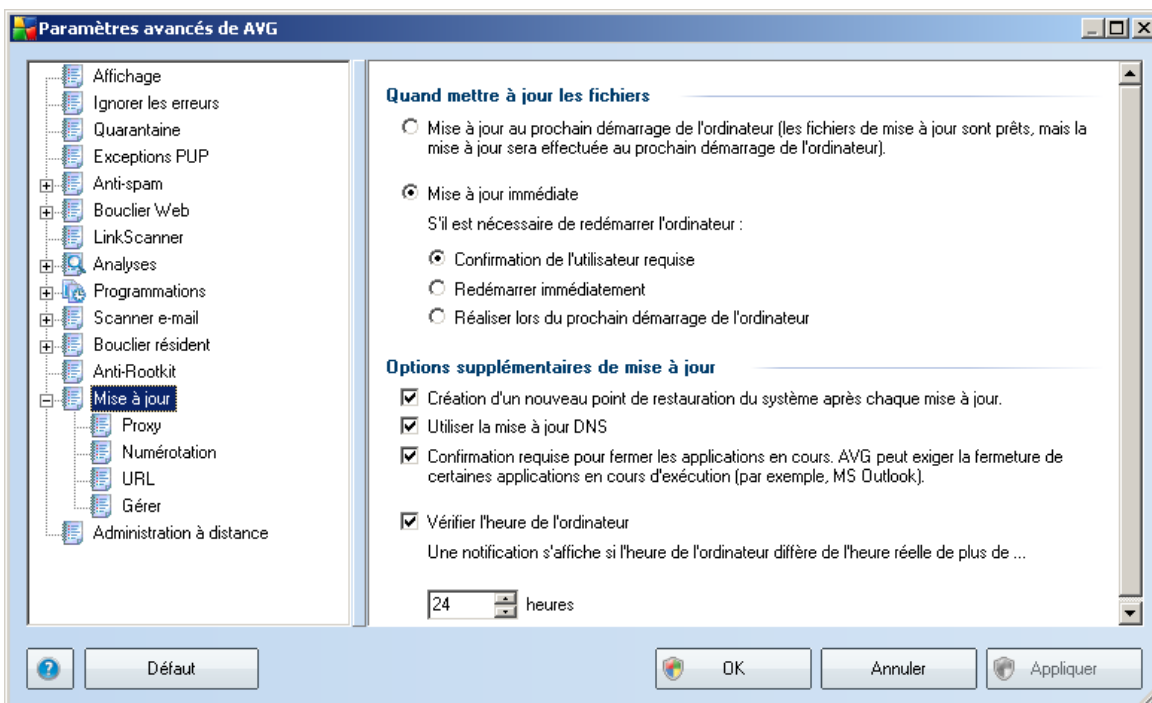 Paramètres avancés de AVG
Affichage
Ignorer les erreurs
Quarantaine
Exceptions PUP
Anti-spam
Bouclier Web
LinkScanner
Analyses
Programmations
Scanner e-mail
Bouclier résident
Anti-Rootkit
Mise à jour
Proxy
Numérotation
URL
Gérer
Administration à distance
Quand mettre à jour les fichiers
Mise à jour au prochain démarrage de l'ordinateur (les fichiers de mise à jour sont prêts, mais la
mise à jour sera effectuée au prochain démarrage de l'ordinateur).
Mise à jour immédiate
S'il est nécessaire de redémarrer l'ordinateur :
Confirmation de l'utilisateur requise
Redémarrer immédiatement
Réaliser lors du prochain démarrage de l'ordinateur
Options supplémentaires de mise à jour
Création d'un nouveau point de restauration du système après chaque mise à jour.
Utiliser la mise à jour DNS
Confirmation requise pour fermer les applications en cours. AVG peut exiger la fermeture de
certaines applications en cours d'exécution (par exemple, MS Outlook).
Vérifier l'heure de l'ordinateur
Une notification s'affiche si l'heure de l'ordinateur diffère de l'heure réelle de plus de ...
24 heures
? Défaut OK Annuler Appliquer